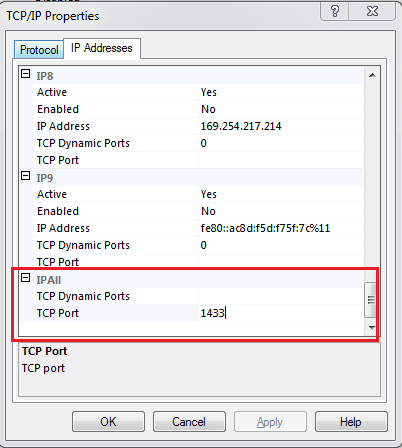 TCP/IP Properties
Protocol IP Addresses
IP8
Active Yes
Enabled No
IP Address 169.254.217.214
TCP Dynamic Ports 0
TCP Port
IP9
Active Yes
Enabled No
IP Address fe80::ac8d:f5d:f75f:7c%11
TCP Dynamic Ports 0
TCP Port
IPAll
TCP Dynamic Ports
TCP Port 1433
TCP Port
TCP port
OK Cancel Apply Help